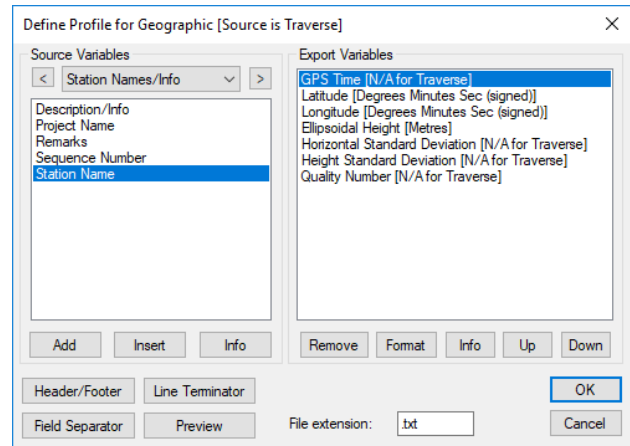 Define Profile for Geographic [Source is Traverse]
Source Variables
< Station Names/Info >
Description/Info
Project Name
Remarks
Sequence Number
Station Name
Add Insert Info
Export Variables
GPS Time [N/A for Traverse]
Latitude [Degrees Minutes Sec (signed)]
Longitude [Degrees Minutes Sec (signed)]
Ellipsoidal Height [Metres]
Horizontal Standard Deviation [N/A for Traverse]
Height Standard Deviation [N/A for Traverse]
Quality Number [N/A for Traverse]
Remove Format Info Up Down
Header/Footer Line Terminator
OK
Field Separator Preview
File extension: .txt
Cancel